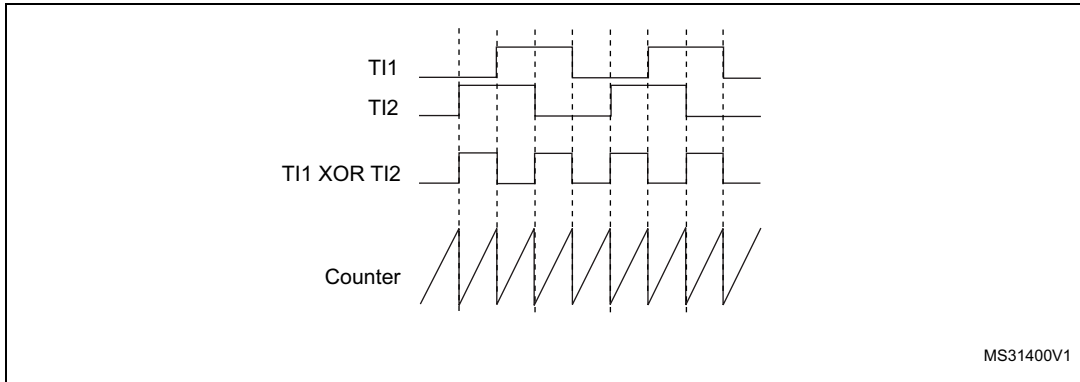 TI1
TI2
TI1 XOR TI2
Counter
MS31400V1